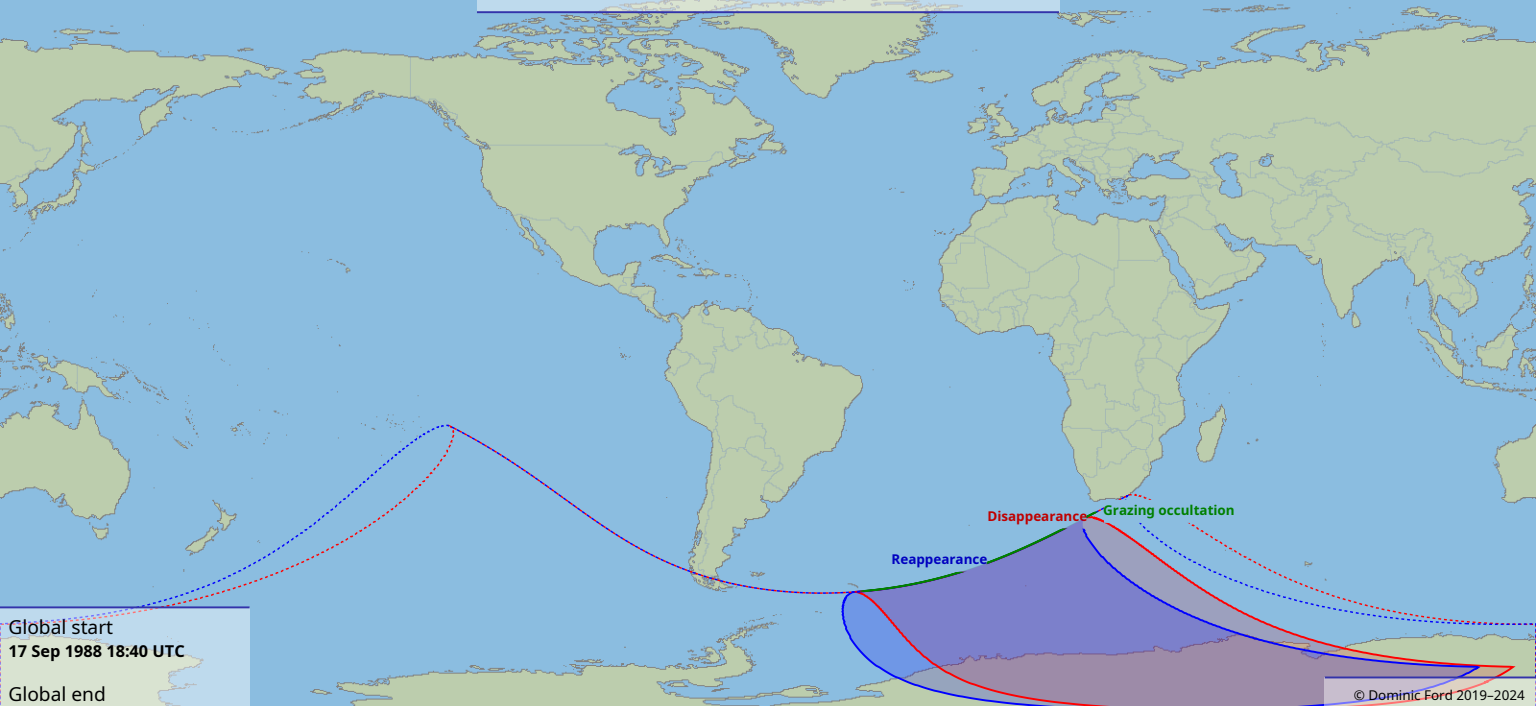 Disappearance
Grazing occultation
Reappearance
Global start
17 Sep 1988 18:40 UTC
Global end
© Dominic Ford 2019–2024